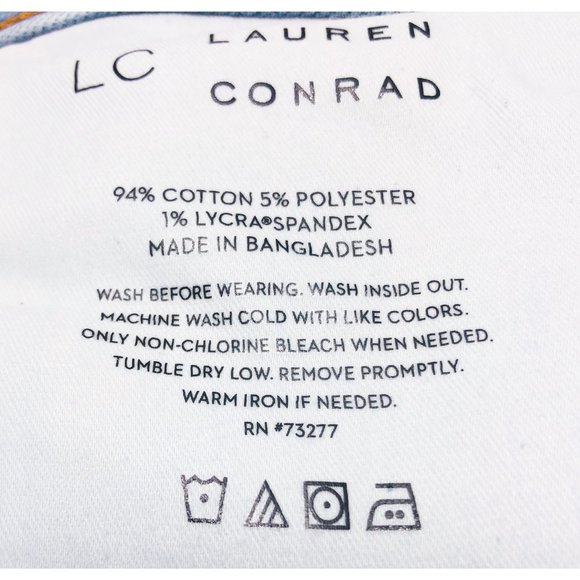 LC LAUREN
CONRAD
94% COTTON 5% POLYESTER
1% LYCRA®SPANDEX
MADE IN BANGLADESH
WASH BEFORE WEARING. WASH INSIDE OUT.
MACHINE WASH COLD WITH LIKE COLORS.
ONLY NON-CHLORINE BLEACH WHEN NEEDED.
TUMBLE DRY LOW. REMOVE PROMPTLY.
WARM IRON IF NEEDED.
RN #73277